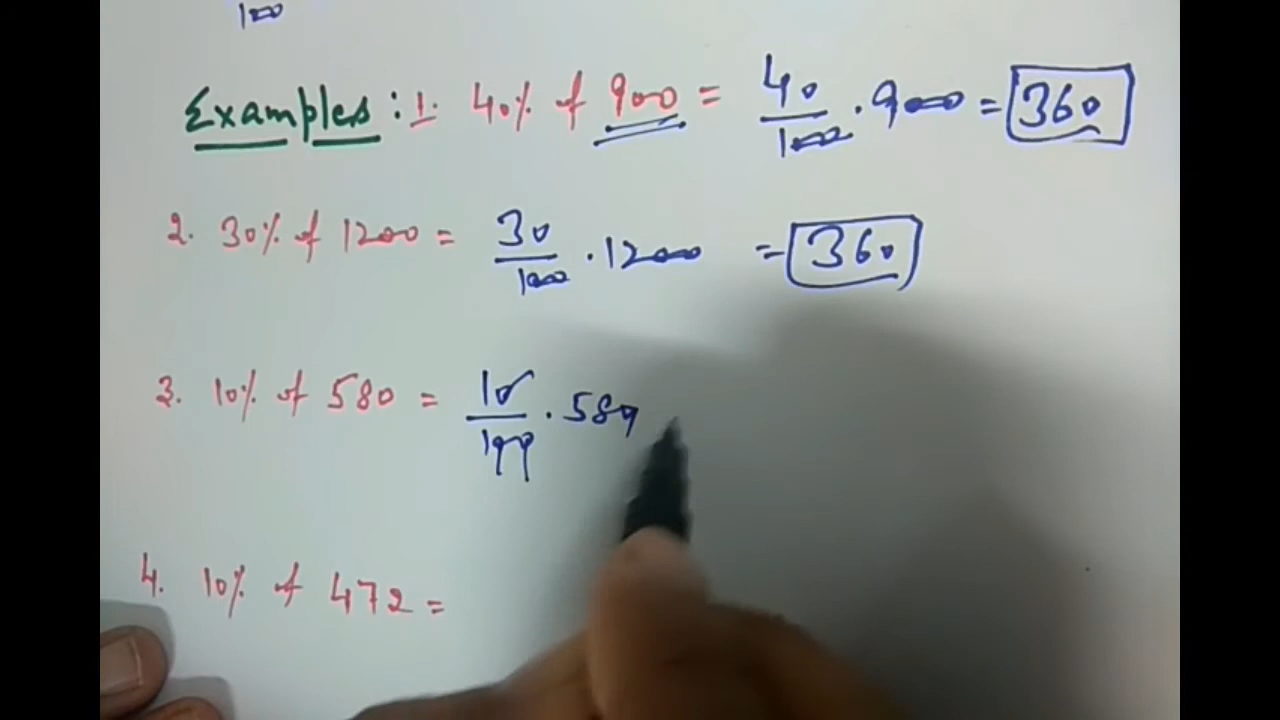 100
Examples : 1. 40% of 900 = 40/100 . 900 = 360
2. 30% of 1200 = 30/100 . 1200 = 360
3. 10% of 580 = 10/100 . 580
4. 10% of 472 =